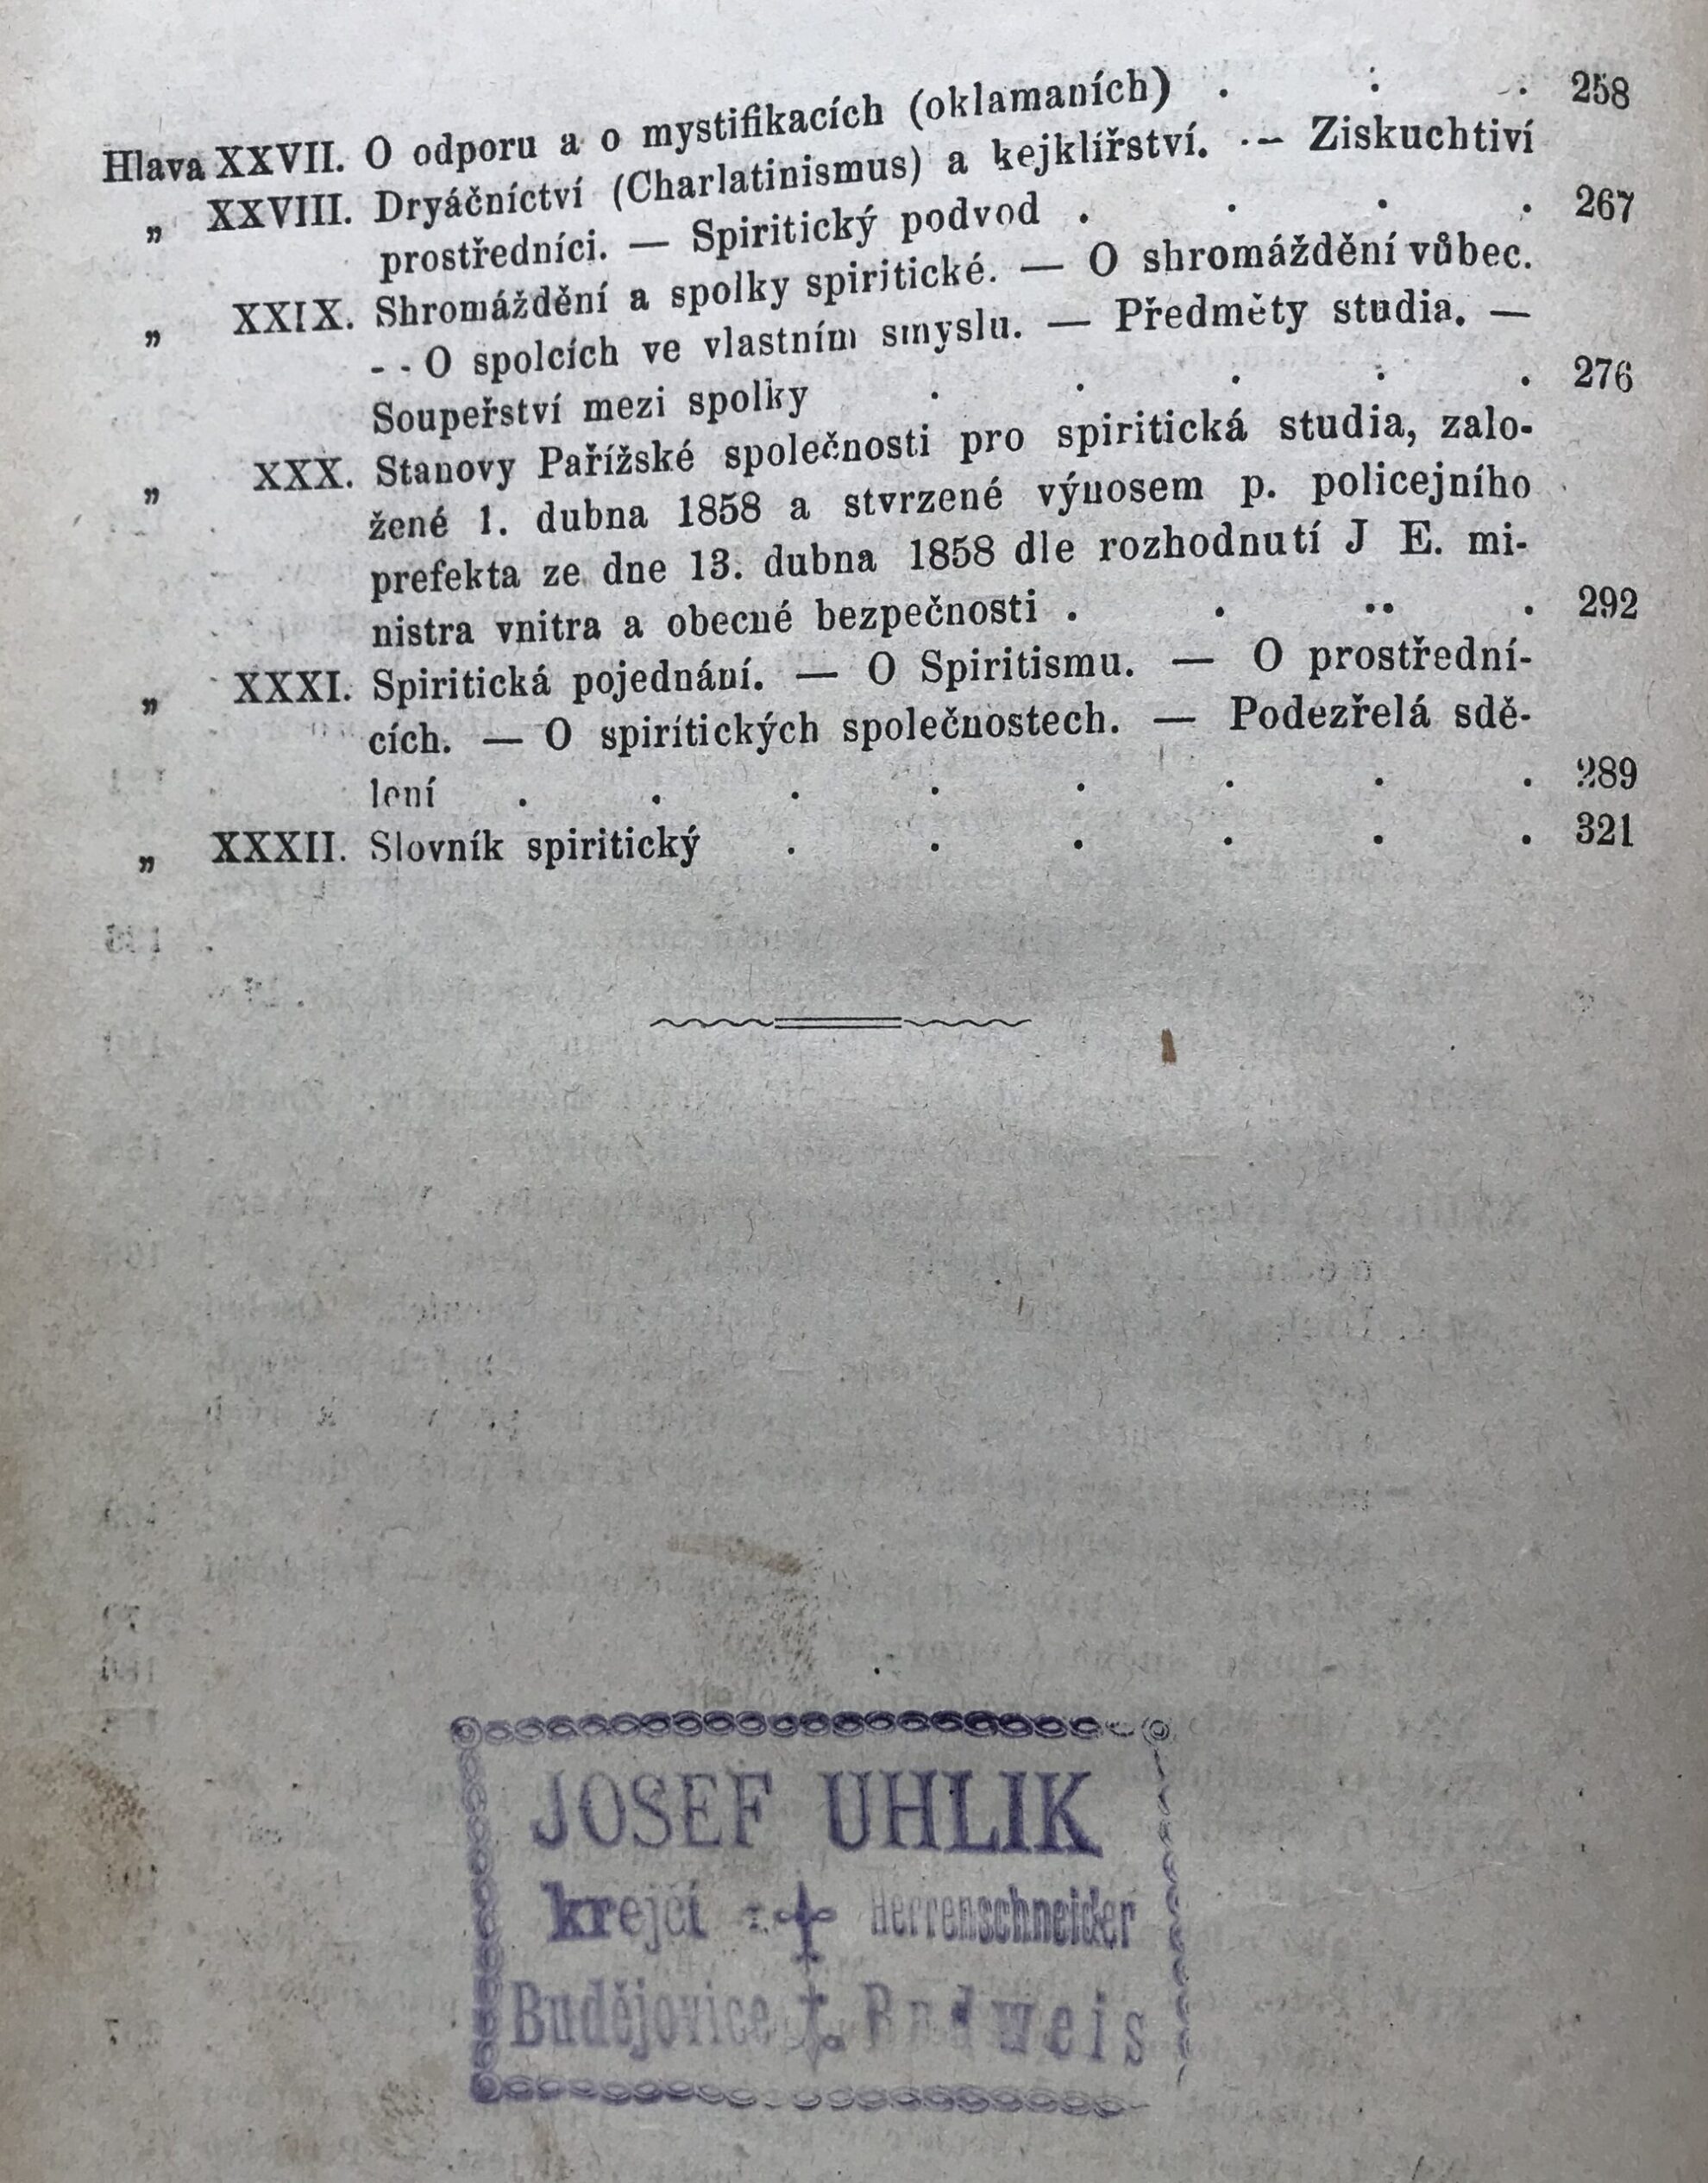 Hlava XXVII. O odporu a o mystifikacích (oklamaních) . . . 258
„ XXVIII. Dryáčníctví (Charlatinismus) a kejklířství. -- Ziskuchtiví
prostředníci. — Spiritický podvod . . . . 267
„ XXIX. Shromáždění a spolky spiritické. — O shromáždění vůbec.
- - O spolcích ve vlastním smyslu. — Předměty studia. —
Soupeřství mezi spolky . . . . . 276
„ XXX. Stanovy Pařížské společnosti pro spiritická studia, zalo-
žené 1. dubna 1858 a stvrzené výnosem p. policejního
prefekta ze dne 13. dubna 1858 dle rozhodnutí J E. mi-
nistra vnitra a obecné bezpečnosti . . .. . 292
„ XXXI. Spiritická pojednání. — O Spiritismu. — O prostřední-
cích. — O spirítických společnostech. — Podezřelá sdě-
lení . . . . . . . . 289
„ XXXII. Slovník spiritický . . . . . . 321
JOSEF UHLIK
krejčí Herrenschneider
Budějovice Budweis